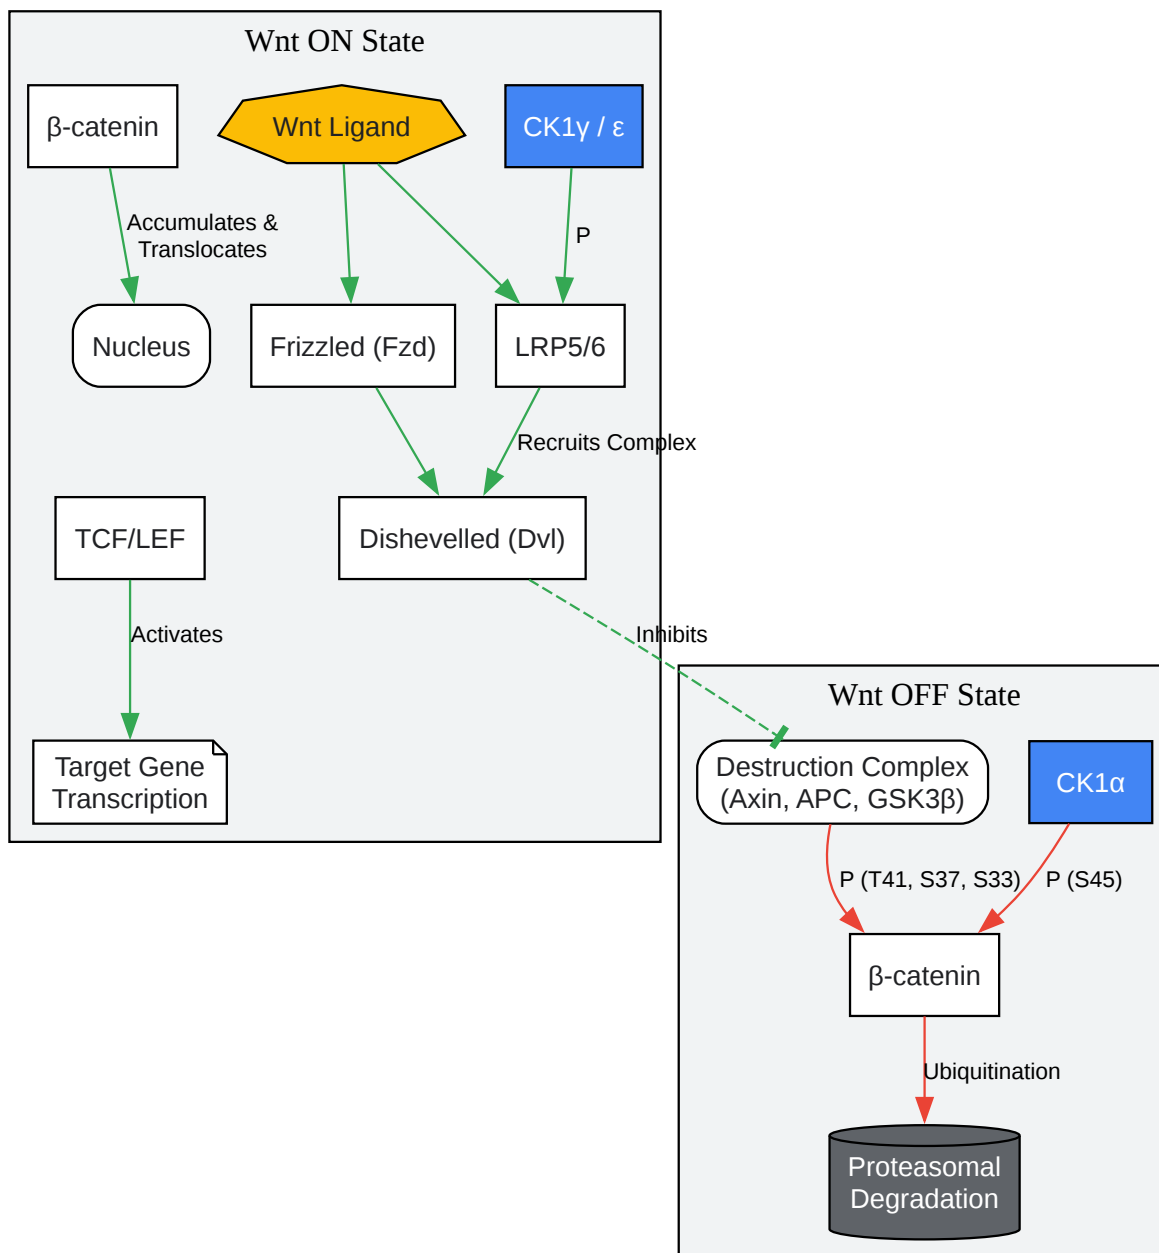 Wnt ON State
β-catenin
Wnt Ligand
CK1γ / ε
Accumulates &
Translocates
P
Nucleus
Frizzled (Fzd)
LRP5/6
Recruits Complex
TCF/LEF
Dishevelled (Dvl)
Activates
Inhibits
Target Gene
Transcription
Wnt OFF State
Destruction Complex
(Axin, APC, GSK3β)
CK1α
P (T41, S37, S33)
P (S45)
β-catenin
Ubiquitination
Proteasomal
Degradation